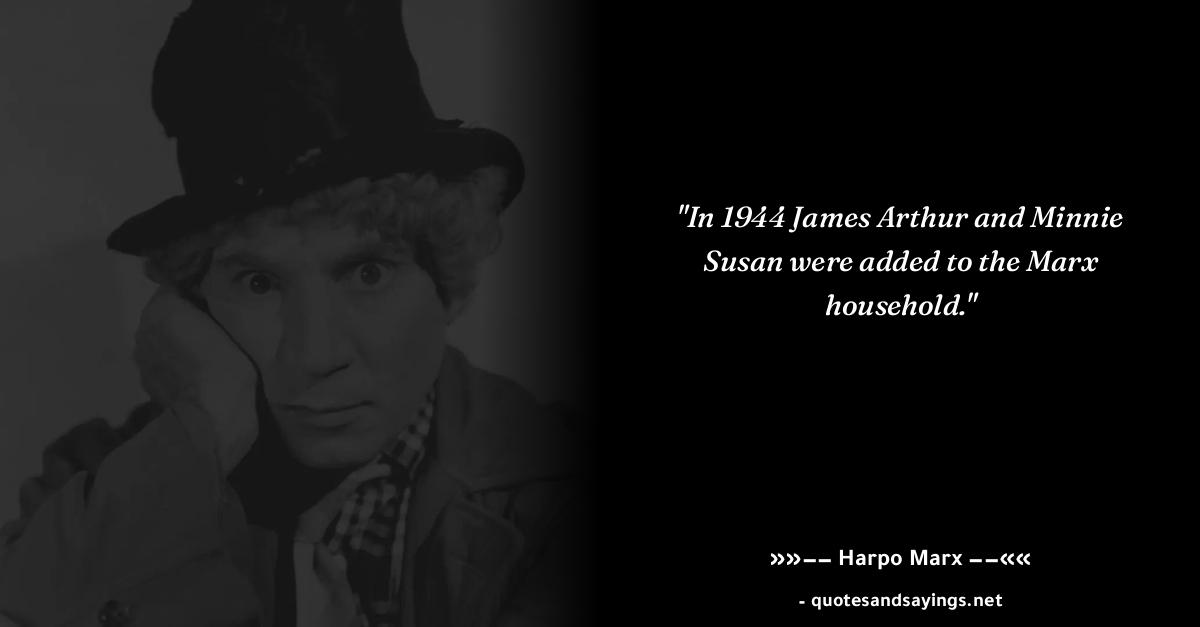 "In 1944 James Arthur and Minnie
Susan were added to the Marx
household."
»»–– Harpo Marx ––««
- quotesandsayings.net